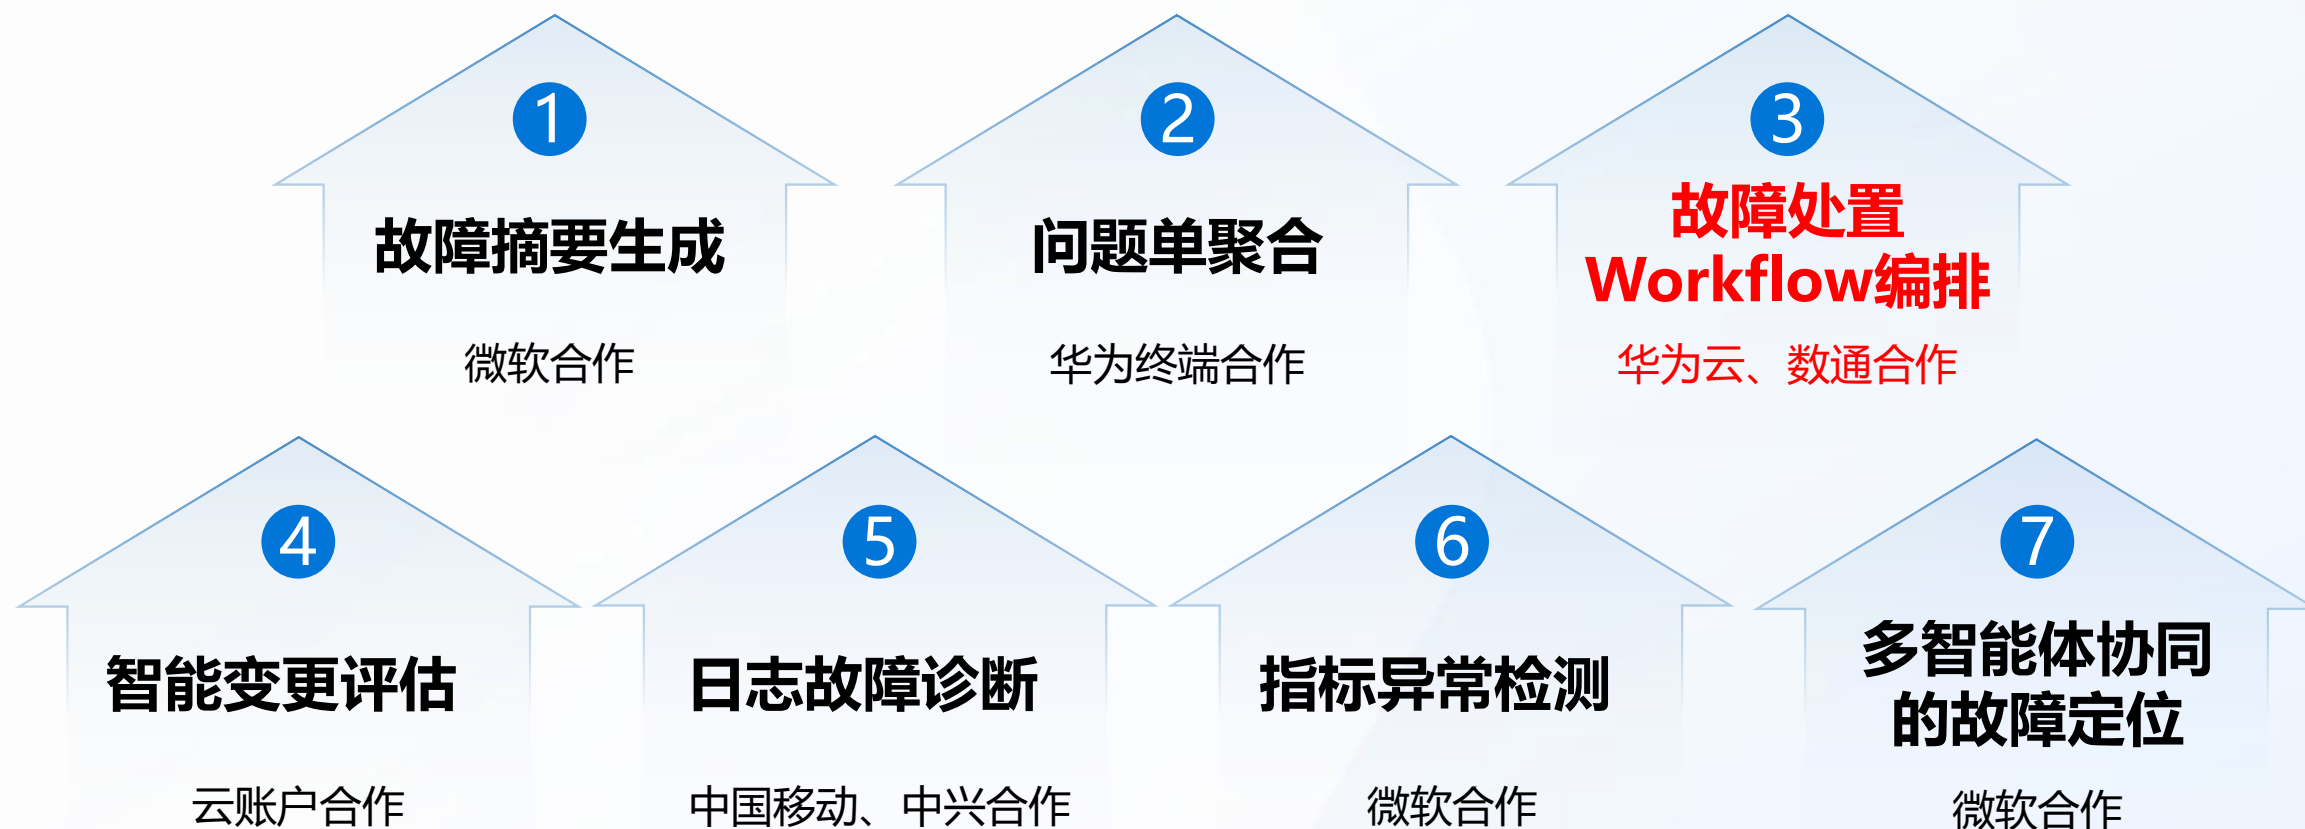 1
故障摘要生成
微软合作
2
问题单聚合
华为终端合作
3
故障处置
Workflow编排
华为云、数通合作
4
智能变更评估
云账户合作
5
日志故障诊断
中国移动、中兴合作
6
指标异常检测
微软合作
7
多智能体协同
的故障定位
微软合作